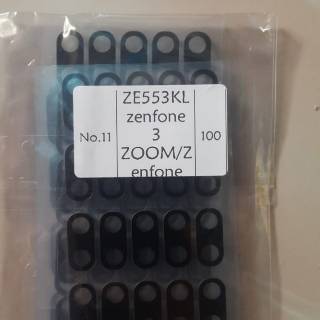 No.11
ZE553KL
zenfone
3
ZOOM/Z
enfone
100